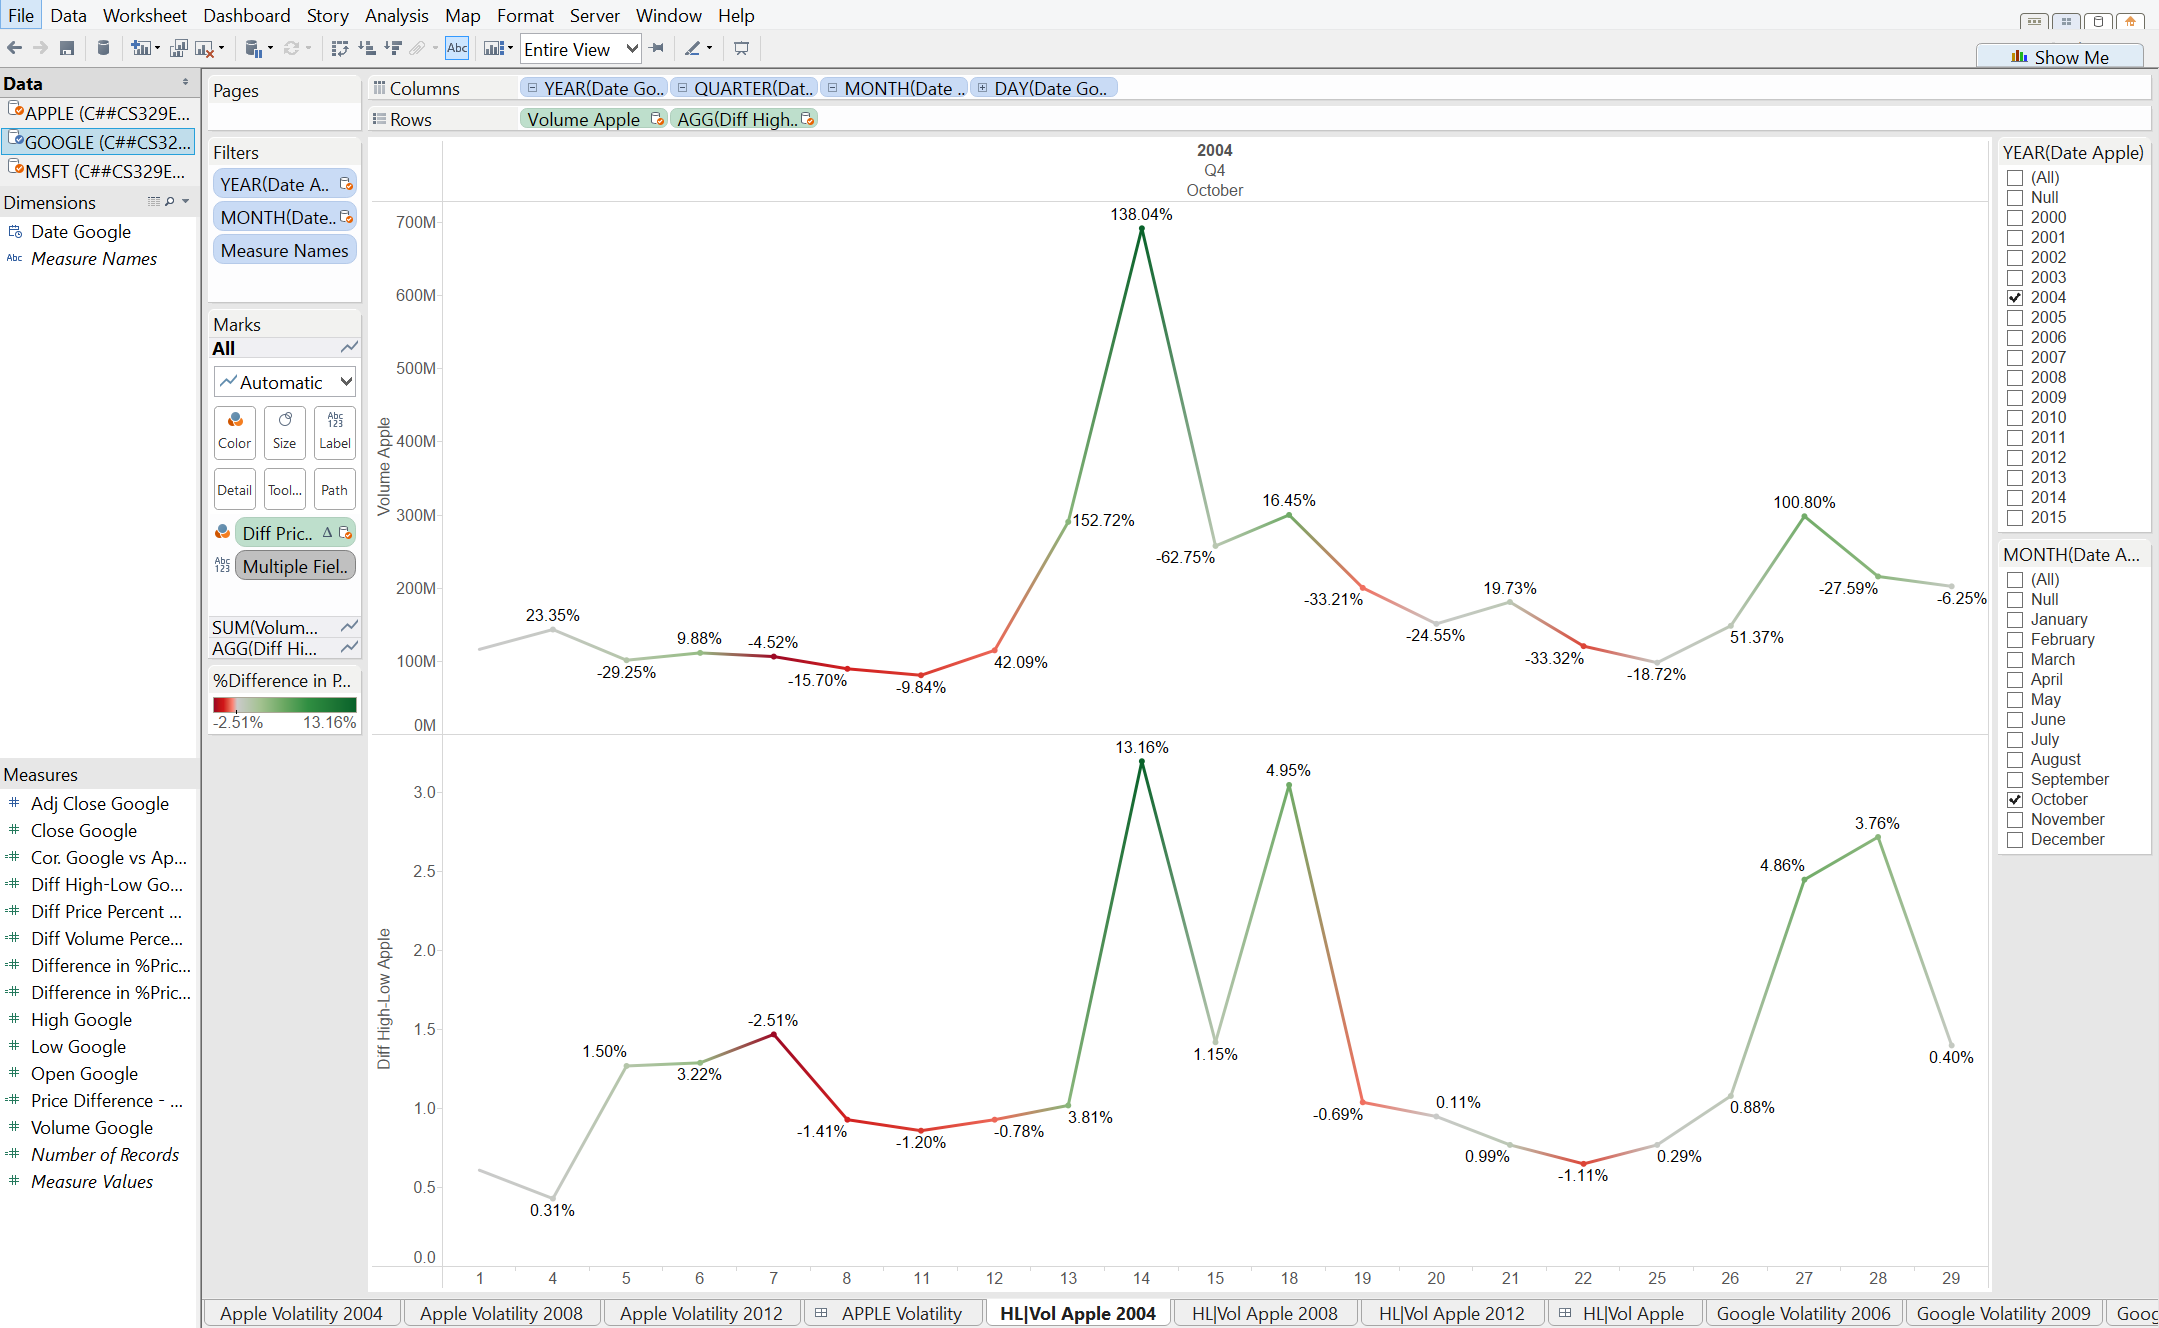 File Data Worksheet Dashboard Story Analysis Map Format Server Window Help
Abc Entire View
Show Me
Data
APPLE (C##CS329E...
GOOGLE (C##CS32...
MSFT (C##CS329E...
Dimensions
Date Google
Abc Measure Names
Measures
Adj Close Google
Close Google
Cor. Google vs Ap...
Diff High-Low Go...
Diff Price Percent ...
Diff Volume Perce...
Difference in %Pric...
Difference in %Pric...
High Google
Low Google
Open Google
Price Difference - ...
Volume Google
Number of Records
Measure Values
Pages
Filters
YEAR(Date A..
MONTH(Date..
Measure Names
Marks
All
Automatic
Color
Size
Abc
123
Label
Detail
Tool...
Path
Diff Pric.. Δ
Abc
123
Multiple Fiel..
SUM(Volum...
AGG(Diff Hi...
%Difference in P...
-2.51% 13.16%
Columns YEAR(Date Go.. QUARTER(Dat.. MONTH(Date .. DAY(Date Go..
Rows Volume Apple AGG(Diff High..
2004
Q4
October
Volume Apple
700M
600M
500M
400M
300M
200M
100M
0M
23.35%
-29.25%
9.88%
-4.52%
-15.70%
-9.84%
42.09%
152.72%
138.04%
-62.75%
16.45%
-33.21%
-24.55%
19.73%
-33.32%
-18.72%
51.37%
100.80%
-27.59%
-6.25%
Diff High-Low Apple
3.0
2.5
2.0
1.5
1.0
0.5
0.0
0.31%
1.50%
3.22%
-2.51%
-1.41%
-1.20%
-0.78%
3.81%
13.16%
1.15%
4.95%
-0.69%
0.11%
0.99%
-1.11%
0.29%
0.88%
4.86%
3.76%
0.40%
1 4 5 6 7 8 11 12 13 14 15 18 19 20 21 22 25 26 27 28 29
YEAR(Date Apple)
(All)
Null
2000
2001
2002
2003
2004
2005
2006
2007
2008
2009
2010
2011
2012
2013
2014
2015
MONTH(Date A...
(All)
Null
January
February
March
April
May
June
July
August
September
October
November
December
Apple Volatility 2004 Apple Volatility 2008 Apple Volatility 2012 APPLE Volatility HL|Vol Apple 2004 HL|Vol Apple 2008 HL|Vol Apple 2012 HL|Vol Apple Google Volatility 2006 Google Volatility 2009 Goog